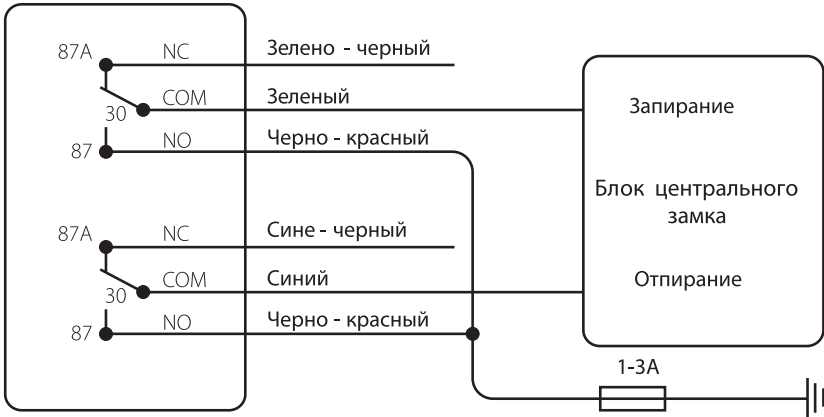 87A NC Зелено - черный
COM Зеленый
30
87 NO Черно - красный
87A NC Сине - черный
COM Синий
30
87 NO Черно - красный
Запирание
Блок центрального
замка
Отпирание
1-3А